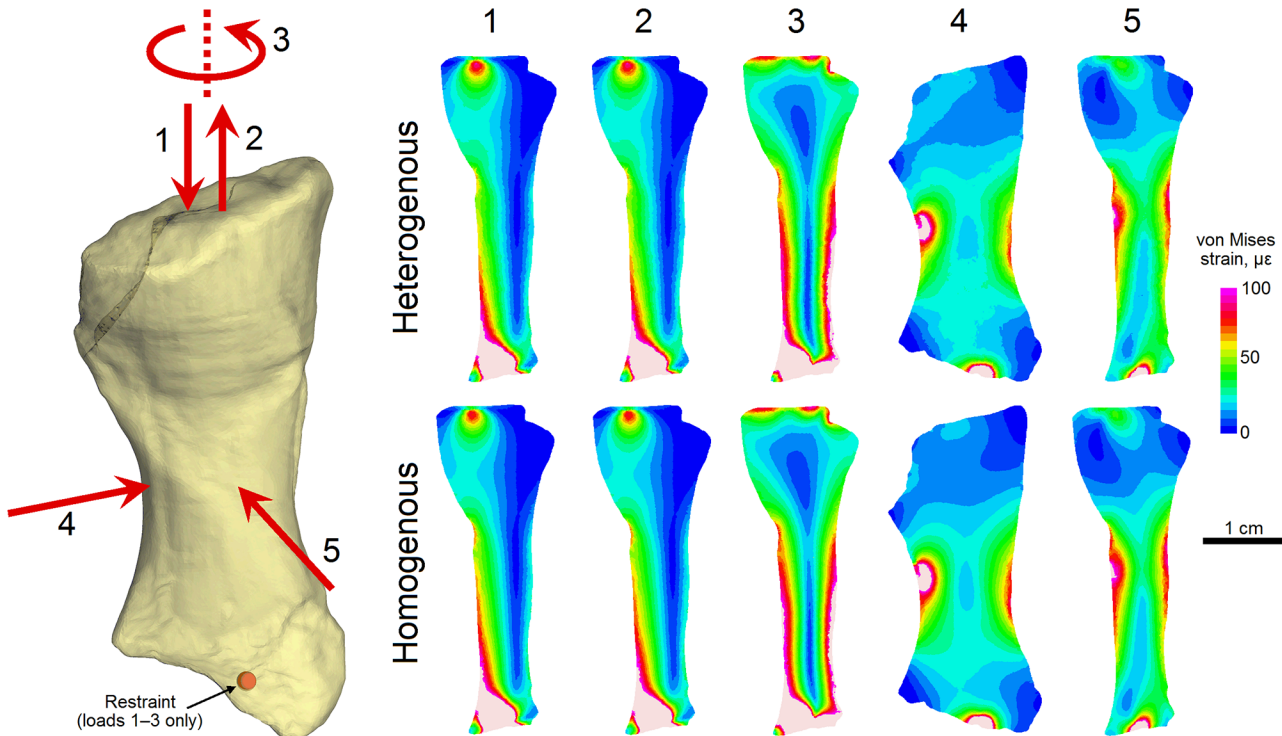 1 2 3 4 5
3
1 2
Heterogenous
von Mises
strain, με
100
50
0
4
5
Homogenous
1 cm
Restraint
(loads 1–3 only)